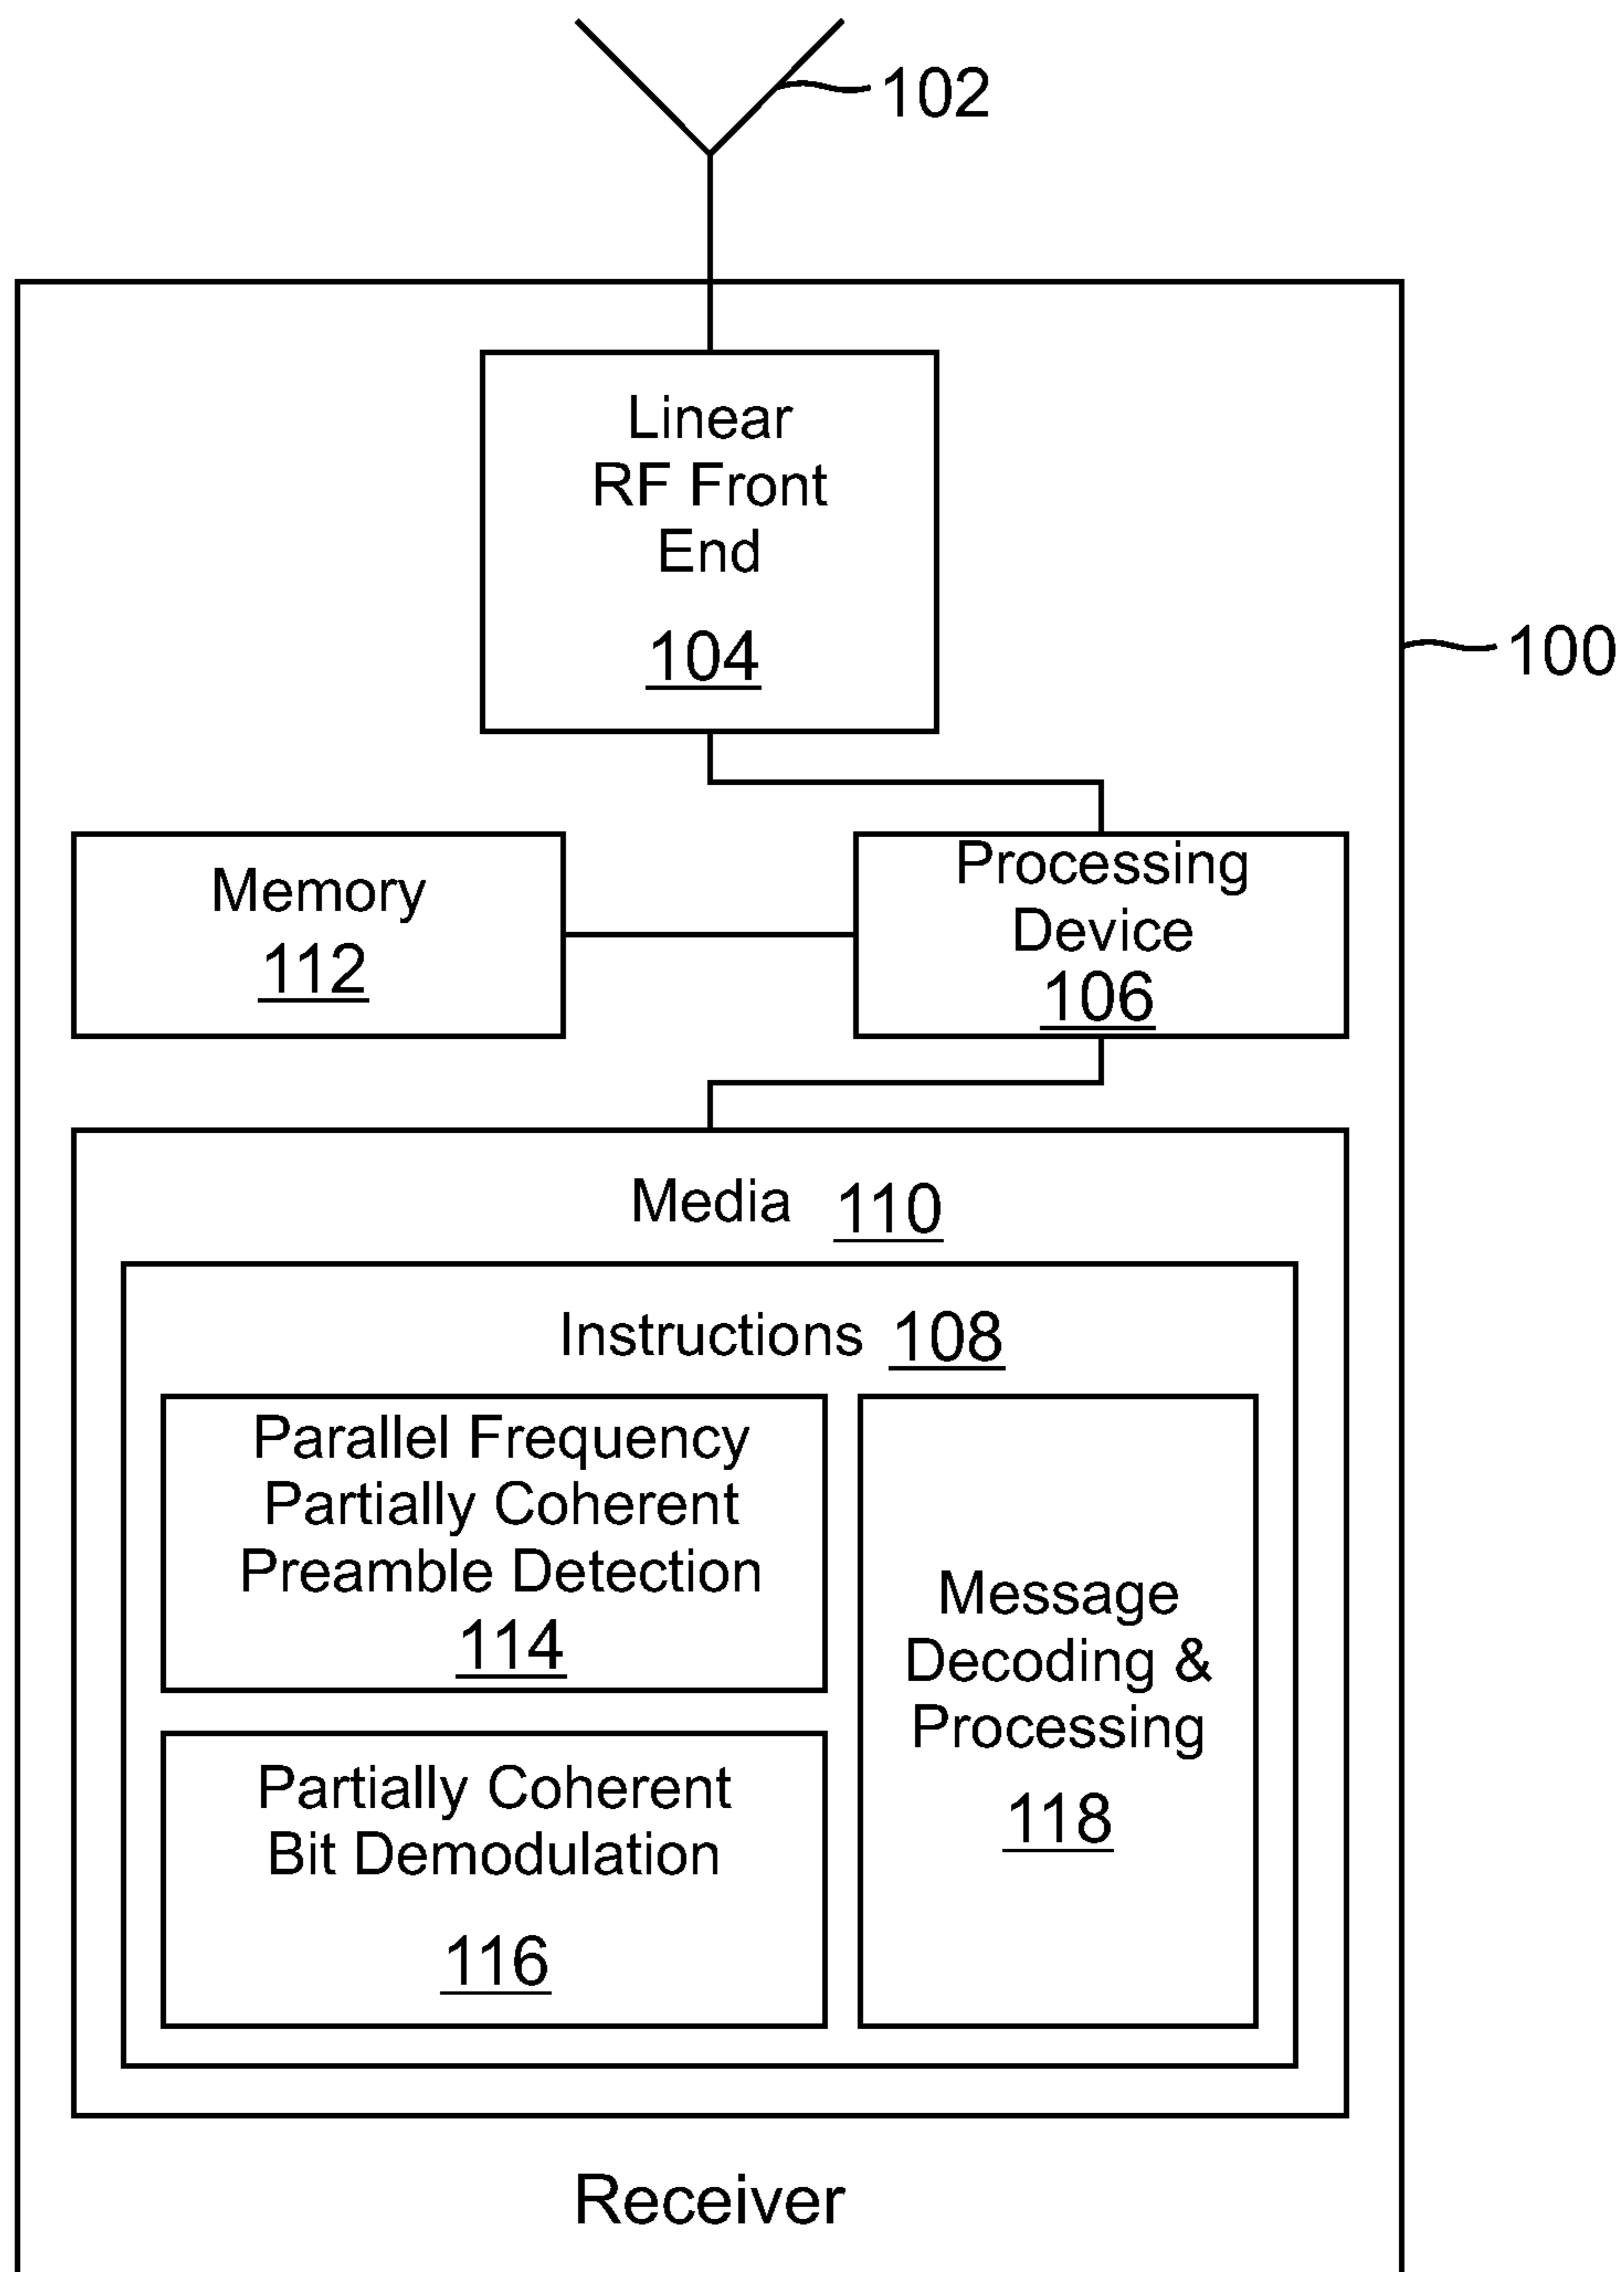 102
Linear
RF Front
End
104
100
Memory
112
Processing
Device
106
Media 110
Instructions 108
Parallel Frequency
Partially Coherent
Preamble Detection
114
Partially Coherent
Bit Demodulation
116
Message
Decoding &
Processing
118
Receiver